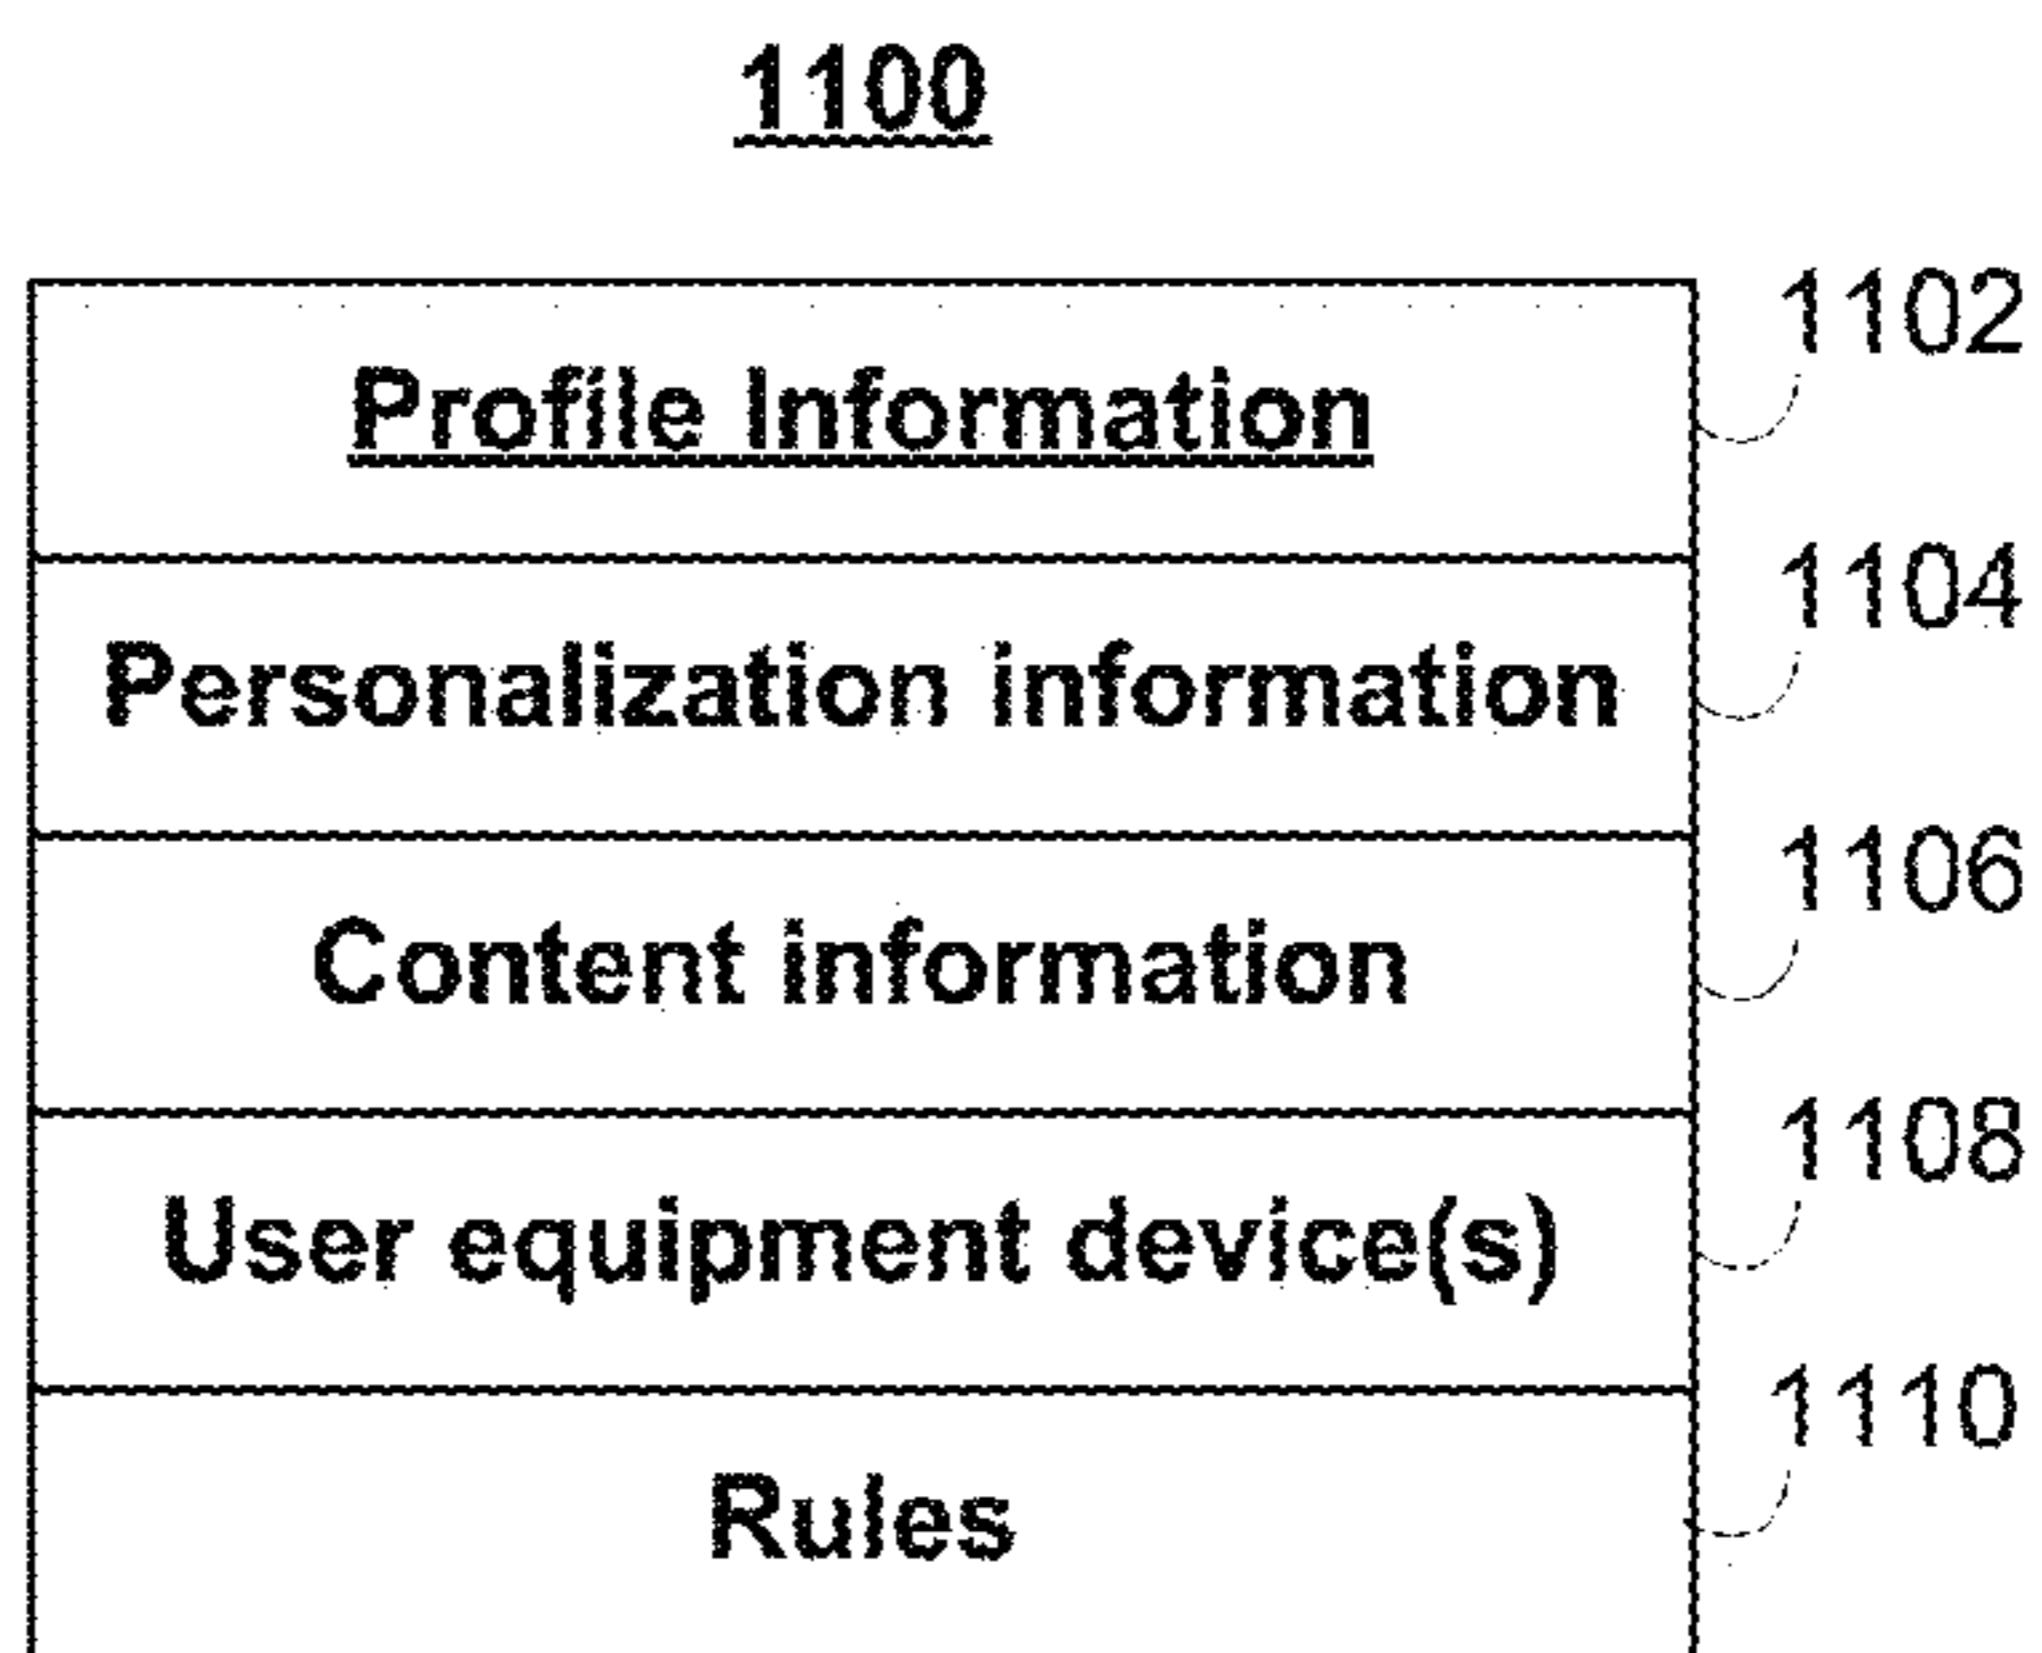 1100
Profile Information 1102
Personalization information 1104
Content information 1106
User equipment device(s) 1108
Rules 1110